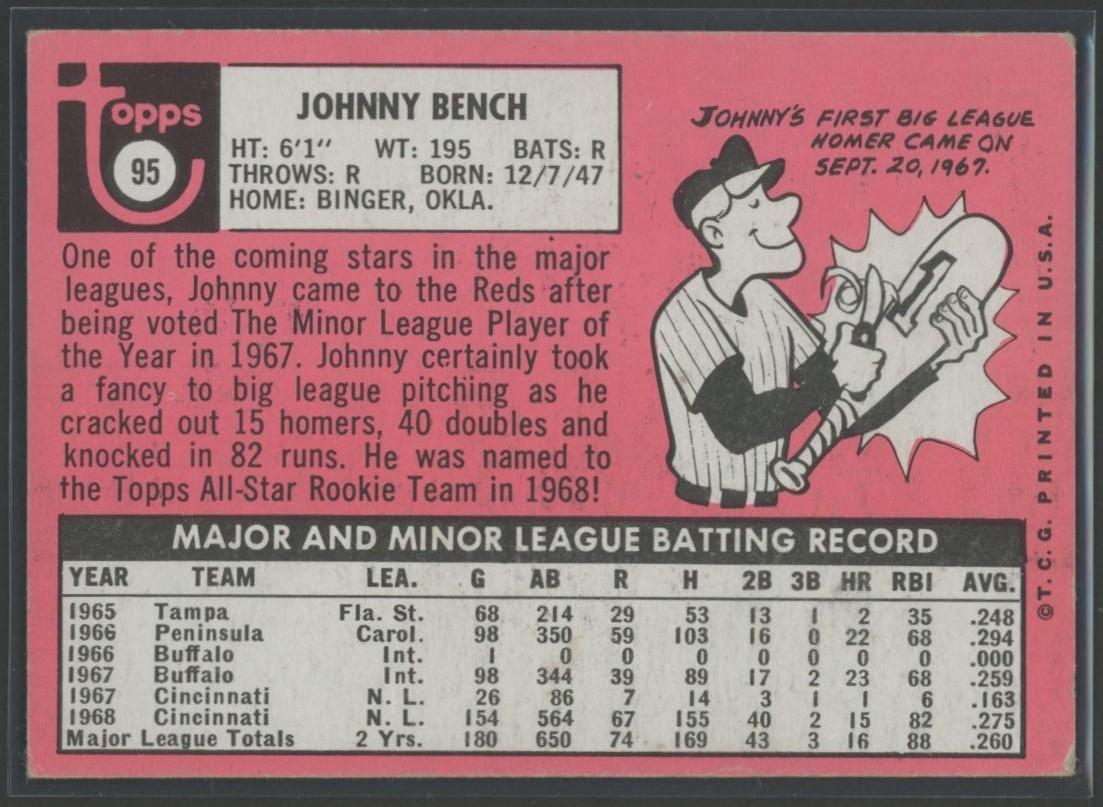 topps
95
JOHNNY BENCH
HT: 6'1" WT: 195 BATS: R
THROWS: R BORN: 12/7/47
HOME: BINGER, OKLA.
JOHNNY'S FIRST BIG LEAGUE
HOMER CAME ON
SEPT. 20, 1967.
1
One of the coming stars in the major
leagues, Johnny came to the Reds after
being voted The Minor League Player of
the Year in 1967. Johnny certainly took
a fancy to big league pitching as he
cracked out 15 homers, 40 doubles and
knocked in 82 runs. He was named to
the Topps All-Star Rookie Team in 1968!
©T. C. G. PRINTED IN U.S.A.
MAJOR AND MINOR LEAGUE BATTING RECORD
YEAR TEAM LEA. G AB R H 2B 3B HR RBI AVG.
1965 Tampa Fla. St. 68 214 29 53 13 1 2 35 .248
1966 Peninsula Carol. 98 350 59 103 16 0 22 68 .294
1966 Buffalo Int. 1 0 0 0 0 0 0 0 .000
1967 Buffalo Int. 98 344 39 89 17 2 23 68 .259
1967 Cincinnati N. L. 26 86 7 14 3 1 1 6 .163
1968 Cincinnati N. L. 154 564 67 155 40 2 15 82 .275
Major League Totals 2 Yrs. 180 650 74 169 43 3 16 88 .260